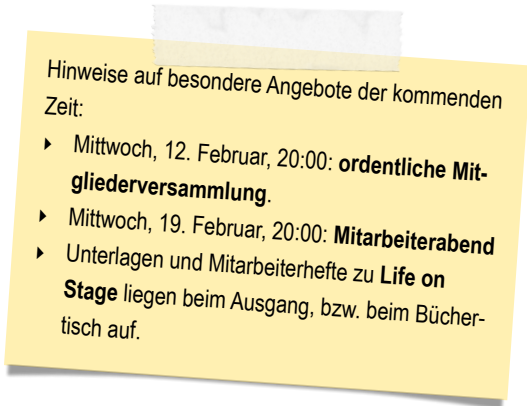 Hinweise auf besondere Angebote der kommenden
Zeit:
‣ Mittwoch, 12. Februar, 20:00: ordentliche Mit-
gliederversammlung.
‣ Mittwoch, 19. Februar, 20:00: Mitarbeiterabend
‣ Unterlagen und Mitarbeiterhefte zu Life on
Stage liegen beim Ausgang, bzw. beim Bücher-
tisch auf.